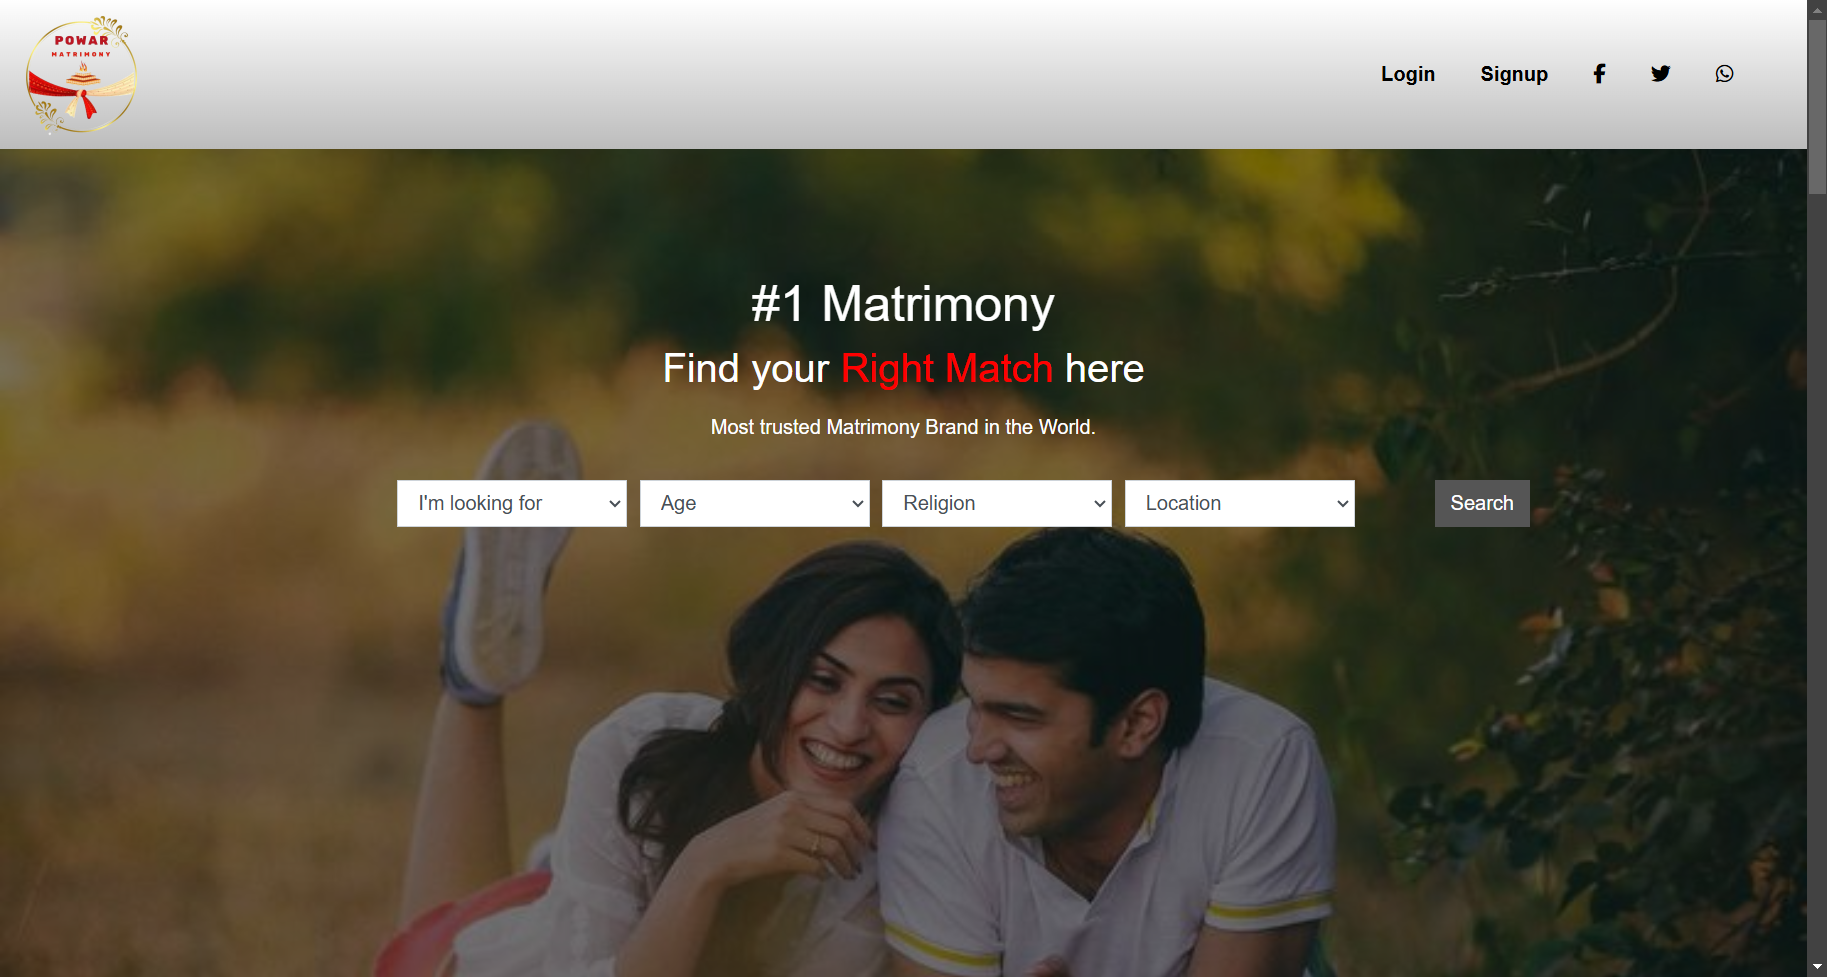 POWAR
MATRIMONY
Login
Signup
#1 Matrimony
Find your Right Match here
Most trusted Matrimony Brand in the World.
I'm looking for
Age
Religion
Location
Search